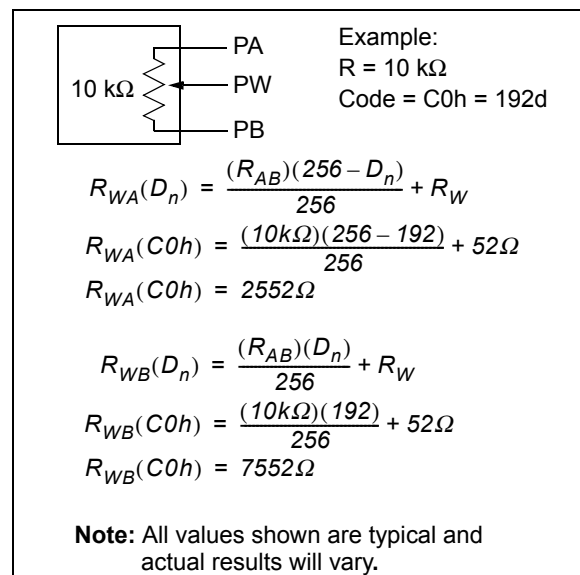 PA
10 kΩ
PW
PB
Example:
R = 10 kΩ
Code = C0h = 192d
R_WA(D_n) = (R_AB)(256 – D_n) / 256 + R_W
R_WA(C0h) = (10kΩ)(256 – 192) / 256 + 52Ω
R_WA(C0h) = 2552Ω
R_WB(D_n) = (R_AB)(D_n) / 256 + R_W
R_WB(C0h) = (10kΩ)(192) / 256 + 52Ω
R_WB(C0h) = 7552Ω
Note: All values shown are typical and
actual results will vary.